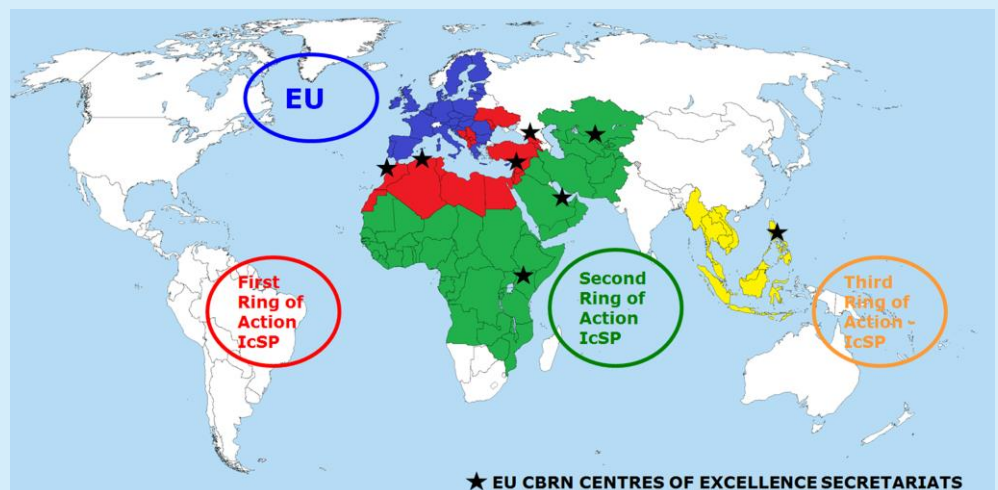 EU
First
Ring of
Action
IcSP
Second
Ring of
Action
IcSP
Third
Ring of
Action -
IcSP
EU CBRN CENTRES OF EXCELLENCE SECRETARIATS